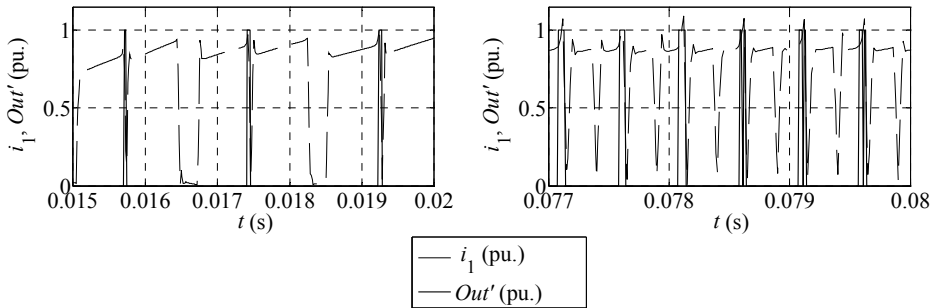 i1, Out′ (pu.)
1
0.5
0
0.015 0.016 0.017 0.018 0.019 0.02
t (s)
i1, Out′ (pu.)
1
0.5
0
0.077 0.078 0.079 0.08
t (s)
i1 (pu.)
Out′ (pu.)